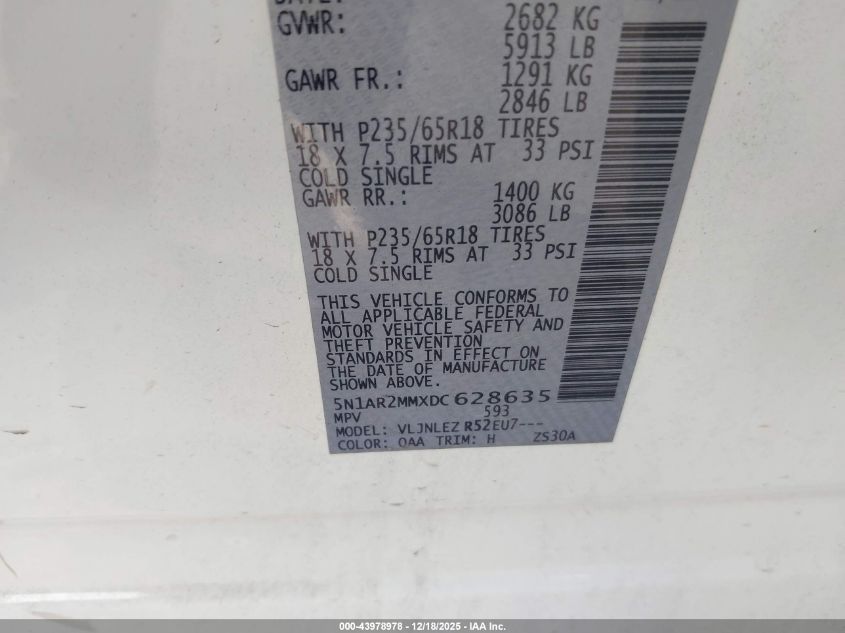 GVWR: 2682 KG
5913 LB
GAWR FR.: 1291 KG
2846 LB
WITH P235/65R18 TIRES
18 X 7.5 RIMS AT 33 PSI
COLD SINGLE
GAWR RR.: 1400 KG
3086 LB
WITH P235/65R18 TIRES
18 X 7.5 RIMS AT 33 PSI
COLD SINGLE
THIS VEHICLE CONFORMS TO
ALL APPLICABLE FEDERAL
MOTOR VEHICLE SAFETY AND
THEFT PREVENTION
STANDARDS IN EFFECT ON
THE DATE OF MANUFACTURE
SHOWN ABOVE.
5N1AR2MMXDC 628635
MPV 593
MODEL: VLJNLEZ R52EU7---
COLOR: QAA TRIM: H ZS30A
000-43978978 - 12/18/2025 - IAA Inc.